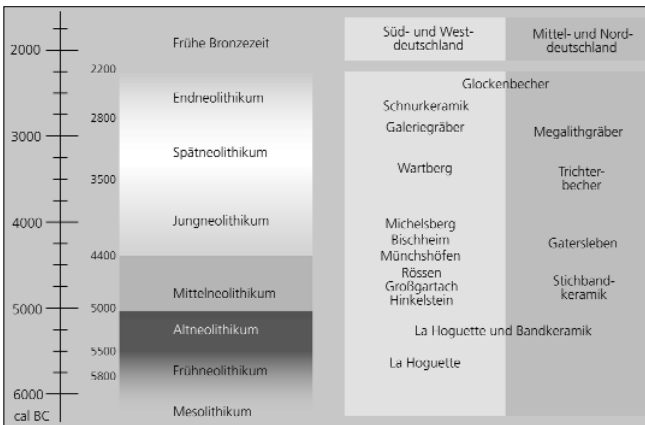 Süd- und West-
deutschland
Mittel- und Nord-
deutschland
2000
Frühe Bronzezeit
2200
Glockenbecher
Endneolithikum
Schnurkeramik
2800
Galeriegräber
Megalithgräber
3000
Spätneolithikum
Wartberg
Trichter-
becher
3500
4000
Jungneolithikum
Michelsberg
Bischheim
Münchshöfen
Gatersleben
4400
Rössen
Großgartach
Hinkelstein
Stichband-
keramik
Mittelneolithikum
5000
5000
Altneolithikum
La Hoguette und Bandkeramik
5500
La Hoguette
5800
Frühneolithikum
6000
cal BC
Mesolithikum